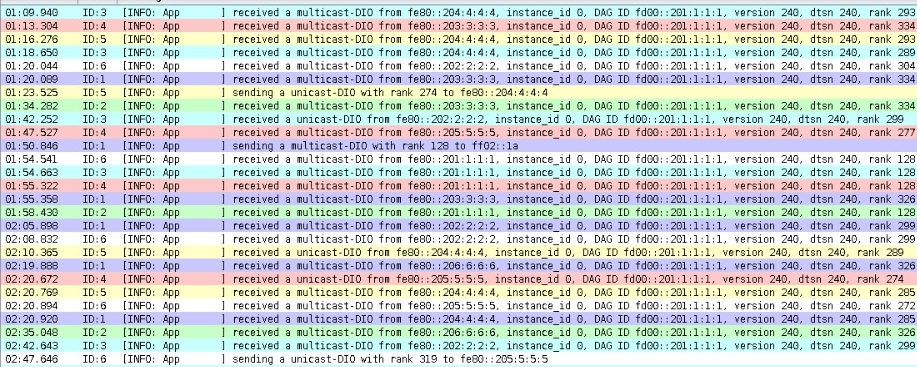 01:09.940 ID:3 [INFO: App ] received a multicast-DIO from fe80::204:4:4:4, instance_id 0, DAG ID fd00::201:1:1:1, version 240, dtsn 240, rank 293
01:13.304 ID:4 [INFO: App ] received a multicast-DIO from fe80::203:3:3:3, instance_id 0, DAG ID fd00::201:1:1:1, version 240, dtsn 240, rank 334
01:16.276 ID:5 [INFO: App ] received a multicast-DIO from fe80::204:4:4:4, instance_id 0, DAG ID fd00::201:1:1:1, version 240, dtsn 240, rank 293
01:18.650 ID:3 [INFO: App ] received a multicast-DIO from fe80::204:4:4:4, instance_id 0, DAG ID fd00::201:1:1:1, version 240, dtsn 240, rank 289
01:20.044 ID:6 [INFO: App ] received a multicast-DIO from fe80::202:2:2:2, instance_id 0, DAG ID fd00::201:1:1:1, version 240, dtsn 240, rank 304
01:20.089 ID:1 [INFO: App ] received a multicast-DIO from fe80::203:3:3:3, instance_id 0, DAG ID fd00::201:1:1:1, version 240, dtsn 240, rank 334
01:23.525 ID:5 [INFO: App ] sending a unicast-DIO with rank 274 to fe80::204:4:4:4
01:34.282 ID:2 [INFO: App ] received a multicast-DIO from fe80::203:3:3:3, instance_id 0, DAG ID fd00::201:1:1:1, version 240, dtsn 240, rank 334
01:42.252 ID:3 [INFO: App ] received a unicast-DIO from fe80::202:2:2:2, instance_id 0, DAG ID fd00::201:1:1:1, version 240, dtsn 240, rank 299
01:47.527 ID:4 [INFO: App ] received a multicast-DIO from fe80::205:5:5:5, instance_id 0, DAG ID fd00::201:1:1:1, version 240, dtsn 240, rank 277
01:50.846 ID:1 [INFO: App ] sending a multicast-DIO with rank 128 to ff02::1a
01:54.541 ID:6 [INFO: App ] received a multicast-DIO from fe80::201:1:1:1, instance_id 0, DAG ID fd00::201:1:1:1, version 240, dtsn 240, rank 128
01:54.663 ID:3 [INFO: App ] received a multicast-DIO from fe80::201:1:1:1, instance_id 0, DAG ID fd00::201:1:1:1, version 240, dtsn 240, rank 128
01:55.322 ID:4 [INFO: App ] received a multicast-DIO from fe80::201:1:1:1, instance_id 0, DAG ID fd00::201:1:1:1, version 240, dtsn 240, rank 128
01:55.358 ID:1 [INFO: App ] received a multicast-DIO from fe80::203:3:3:3, instance_id 0, DAG ID fd00::201:1:1:1, version 240, dtsn 240, rank 326
01:58.430 ID:2 [INFO: App ] received a multicast-DIO from fe80::201:1:1:1, instance_id 0, DAG ID fd00::201:1:1:1, version 240, dtsn 240, rank 128
02:05.898 ID:1 [INFO: App ] received a multicast-DIO from fe80::202:2:2:2, instance_id 0, DAG ID fd00::201:1:1:1, version 240, dtsn 240, rank 299
02:08.832 ID:6 [INFO: App ] received a multicast-DIO from fe80::202:2:2:2, instance_id 0, DAG ID fd00::201:1:1:1, version 240, dtsn 240, rank 299
02:10.365 ID:5 [INFO: App ] received a unicast-DIO from fe80::204:4:4:4, instance_id 0, DAG ID fd00::201:1:1:1, version 240, dtsn 240, rank 289
02:19.888 ID:1 [INFO: App ] received a multicast-DIO from fe80::206:6:6:6, instance_id 0, DAG ID fd00::201:1:1:1, version 240, dtsn 240, rank 326
02:20.672 ID:4 [INFO: App ] received a unicast-DIO from fe80::205:5:5:5, instance_id 0, DAG ID fd00::201:1:1:1, version 240, dtsn 240, rank 274
02:20.769 ID:5 [INFO: App ] received a multicast-DIO from fe80::204:4:4:4, instance_id 0, DAG ID fd00::201:1:1:1, version 240, dtsn 240, rank 285
02:20.894 ID:6 [INFO: App ] received a multicast-DIO from fe80::205:5:5:5, instance_id 0, DAG ID fd00::201:1:1:1, version 240, dtsn 240, rank 272
02:20.920 ID:1 [INFO: App ] received a multicast-DIO from fe80::204:4:4:4, instance_id 0, DAG ID fd00::201:1:1:1, version 240, dtsn 240, rank 285
02:35.048 ID:2 [INFO: App ] received a multicast-DIO from fe80::206:6:6:6, instance_id 0, DAG ID fd00::201:1:1:1, version 240, dtsn 240, rank 326
02:42.643 ID:3 [INFO: App ] received a multicast-DIO from fe80::202:2:2:2, instance_id 0, DAG ID fd00::201:1:1:1, version 240, dtsn 240, rank 299
02:47.646 ID:6 [INFO: App ] sending a unicast-DIO with rank 319 to fe80::205:5:5:5